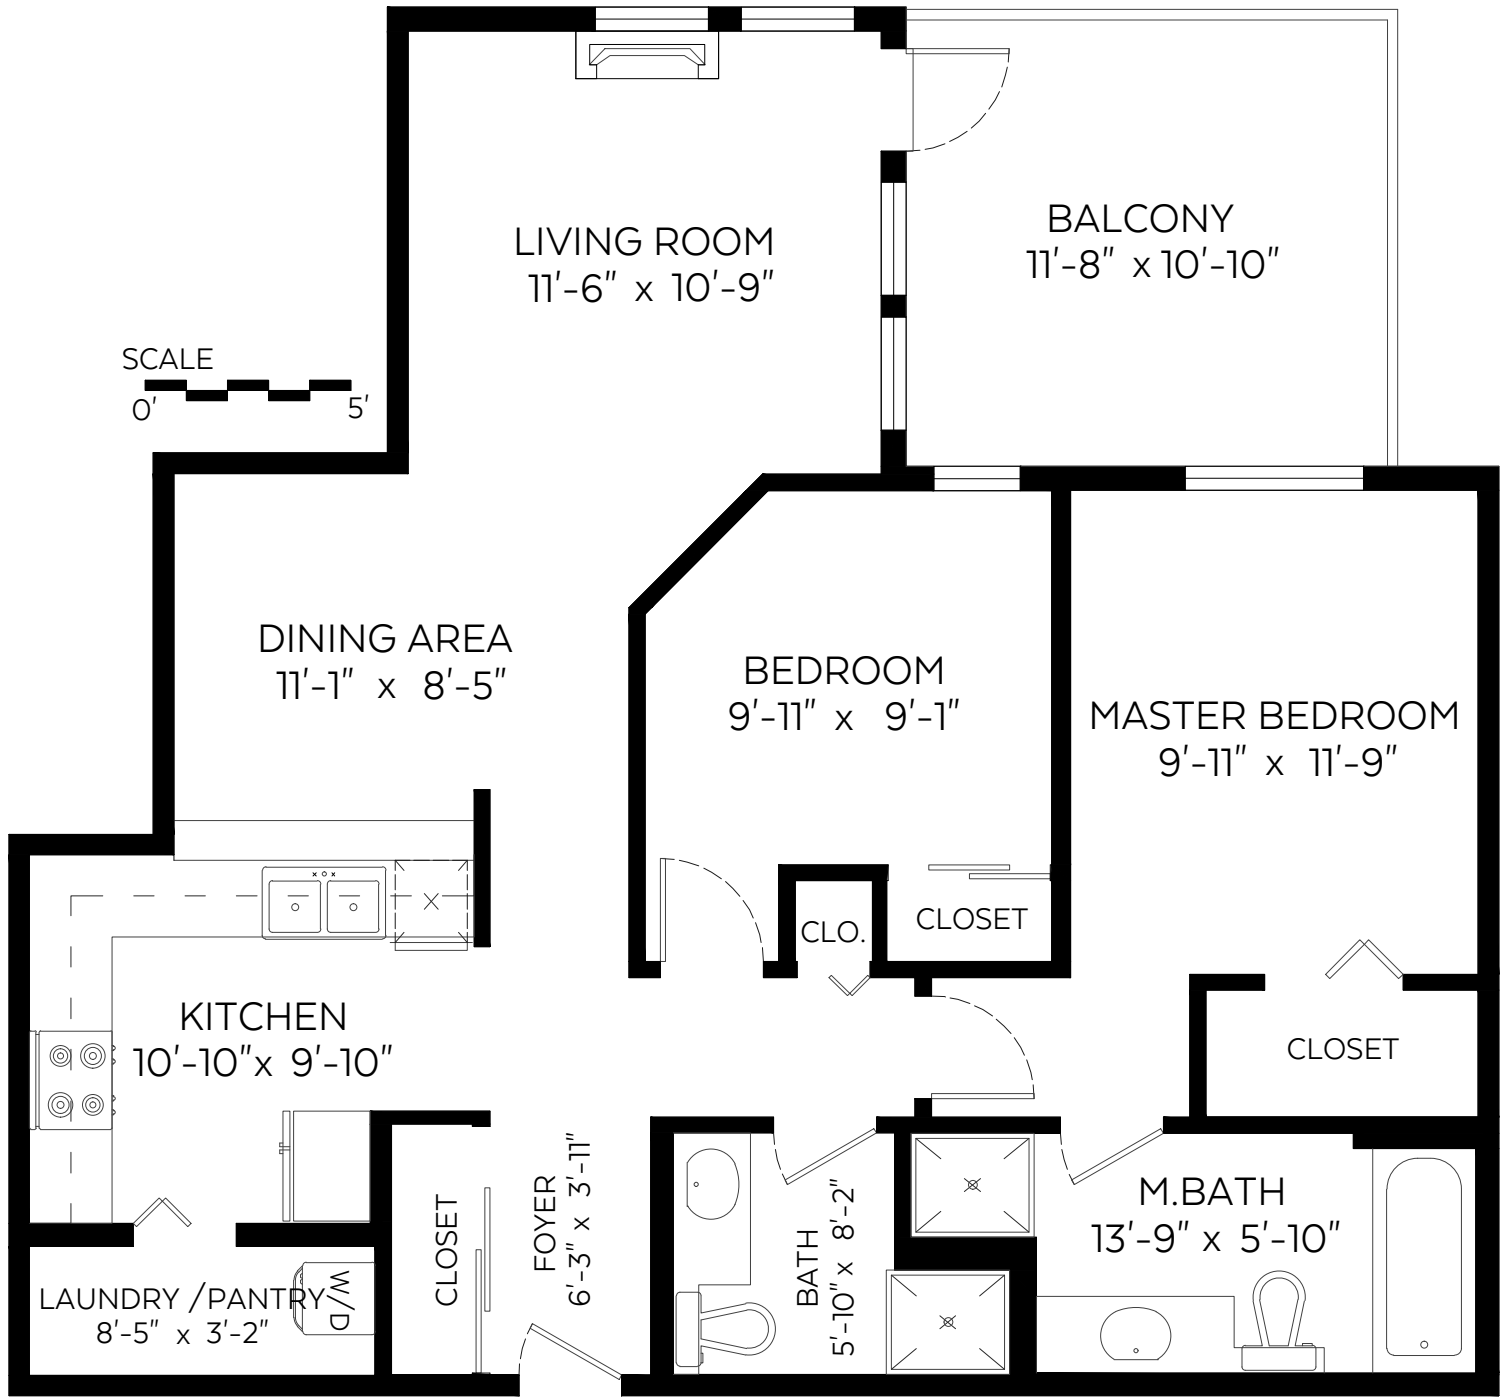 LIVING ROOM
11'-6" x 10'-9"
BALCONY
11'-8" x 10'-10"
SCALE
0' 5'
DINING AREA
11'-1" x 8'-5"
BEDROOM
9'-11" x 9'-1"
MASTER BEDROOM
9'-11" x 11'-9"
CLO.
CLOSET
KITCHEN
10'-10"x 9'-10"
CLOSET
CLOSET
FOYER
6'-3" x 3'-11"
BATH
5'-10" x 8'-2"
M.BATH
13'-9" x 5'-10"
LAUNDRY /PANTRY
8'-5" x 3'-2"
W/D